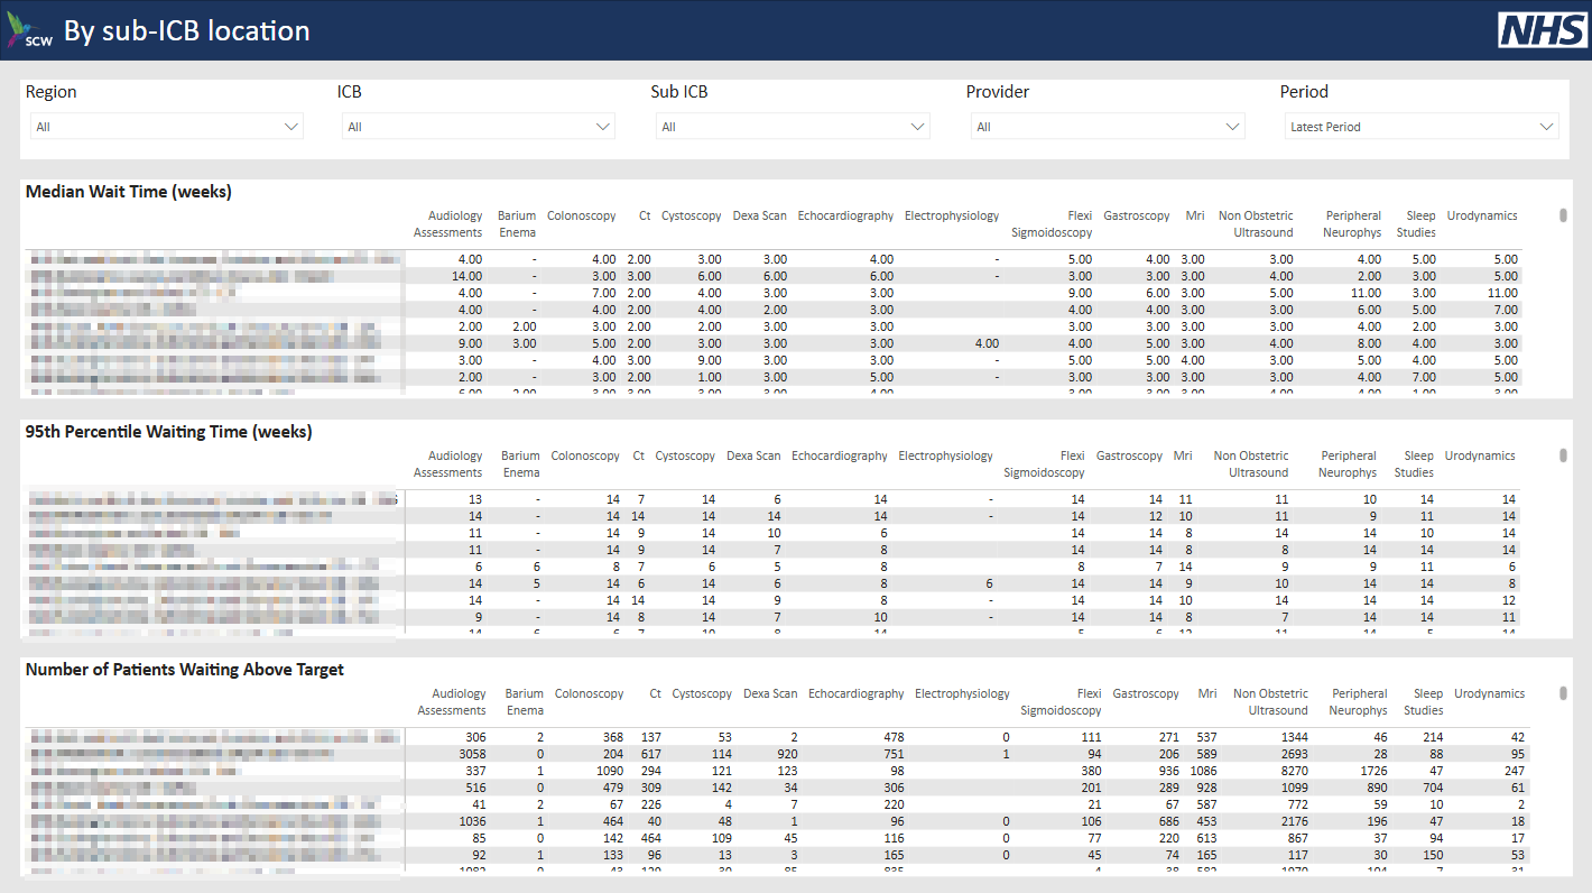 SCW By sub-ICB location NHS
Region ICB Sub ICB Provider Period
All All All All Latest Period
Median Wait Time (weeks)
Audiology Assessments Barium Enema Colonoscopy Ct Cystoscopy Dexa Scan Echocardiography Electrophysiology Flexi Sigmoidoscopy Gastroscopy Mri Non Obstetric Ultrasound Peripheral Neurophys Sleep Studies Urodynamics
4.00 - 4.00 2.00 3.00 3.00 4.00 - 5.00 4.00 3.00 3.00 4.00 5.00 5.00
14.00 - 3.00 3.00 6.00 6.00 6.00 - 3.00 3.00 3.00 4.00 2.00 3.00 5.00
4.00 - 7.00 2.00 4.00 3.00 3.00 9.00 6.00 3.00 5.00 11.00 3.00 11.00
4.00 - 4.00 2.00 4.00 2.00 3.00 4.00 4.00 3.00 3.00 6.00 5.00 7.00
2.00 2.00 3.00 2.00 2.00 3.00 3.00 3.00 3.00 3.00 3.00 4.00 2.00 3.00
9.00 3.00 5.00 2.00 3.00 3.00 3.00 4.00 4.00 5.00 3.00 4.00 8.00 4.00 3.00
3.00 - 4.00 3.00 9.00 3.00 3.00 - 5.00 5.00 4.00 3.00 5.00 4.00 5.00
2.00 - 3.00 2.00 1.00 3.00 5.00 - 3.00 3.00 3.00 3.00 4.00 7.00 5.00
95th Percentile Waiting Time (weeks)
Audiology Assessments Barium Enema Colonoscopy Ct Cystoscopy Dexa Scan Echocardiography Electrophysiology Flexi Sigmoidoscopy Gastroscopy Mri Non Obstetric Ultrasound Peripheral Neurophys Sleep Studies Urodynamics
13 - 14 7 14 6 14 - 14 14 11 11 10 14 14
14 - 14 14 14 14 14 - 14 12 10 11 9 11 14
11 - 14 9 14 10 6 14 14 8 14 14 10 14
11 - 14 9 14 7 8 14 14 8 8 14 14 14
6 6 8 7 6 5 8 8 7 14 9 9 11 6
14 5 14 6 14 6 8 6 14 14 9 10 14 14 8
14 - 14 14 14 9 8 - 14 14 10 14 14 14 12
9 - 14 8 14 7 10 - 14 14 8 7 14 14 11
Number of Patients Waiting Above Target
Audiology Assessments Barium Enema Colonoscopy Ct Cystoscopy Dexa Scan Echocardiography Electrophysiology Flexi Sigmoidoscopy Gastroscopy Mri Non Obstetric Ultrasound Peripheral Neurophys Sleep Studies Urodynamics
306 2 368 137 53 2 478 0 111 271 537 1344 46 214 42
3058 0 204 617 114 920 751 1 94 206 589 2693 28 88 95
337 1 1090 294 121 123 98 380 936 1086 8270 1726 47 247
516 0 479 309 142 34 306 201 289 928 1099 890 704 61
41 2 67 226 4 7 220 21 67 587 772 59 10 2
1036 1 464 40 48 1 96 0 106 686 453 2176 196 47 18
85 0 142 464 109 45 116 0 77 220 613 867 37 94 17
92 1 133 96 13 3 165 0 45 74 165 117 30 150 53